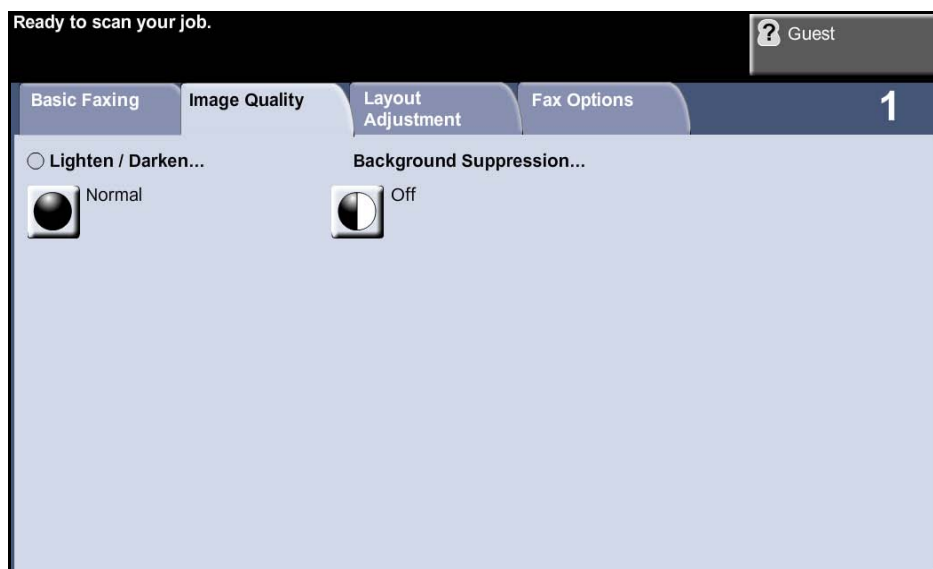 Ready to scan your job.
? Guest
Basic Faxing
Image Quality
Layout
Adjustment
Fax Options
1
Lighten / Darken...
Normal
Background Suppression...
Off